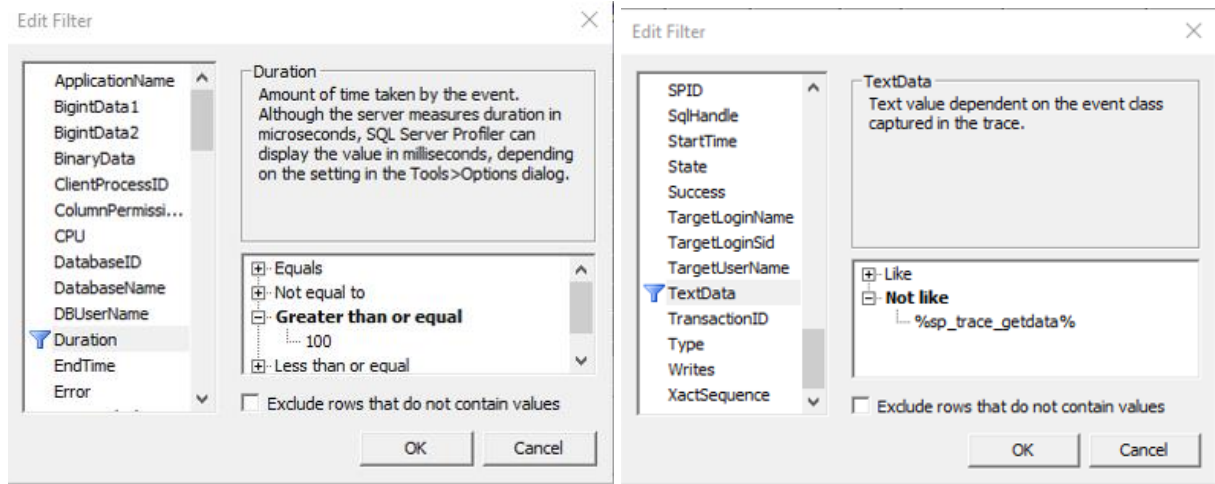 Edit Filter
ApplicationName
BigintData1
BigintData2
BinaryData
ClientProcessID
ColumnPermissi...
CPU
DatabaseID
DatabaseName
DBUserName
Duration
EndTime
Error
Duration
Amount of time taken by the event.
Although the server measures duration in
microseconds, SQL Server Profiler can
display the value in milliseconds, depending
on the setting in the Tools>Options dialog.
Equals
Not equal to
Greater than or equal
100
Less than or equal
Exclude rows that do not contain values
OK
Cancel
Edit Filter
SPID
SqlHandle
StartTime
State
Success
TargetLoginName
TargetLoginSid
TargetUserName
TextData
TransactionID
Type
Writes
XactSequence
TextData
Text value dependent on the event class
captured in the trace.
Like
Not like
%sp_trace_getdata%
Exclude rows that do not contain values
OK
Cancel